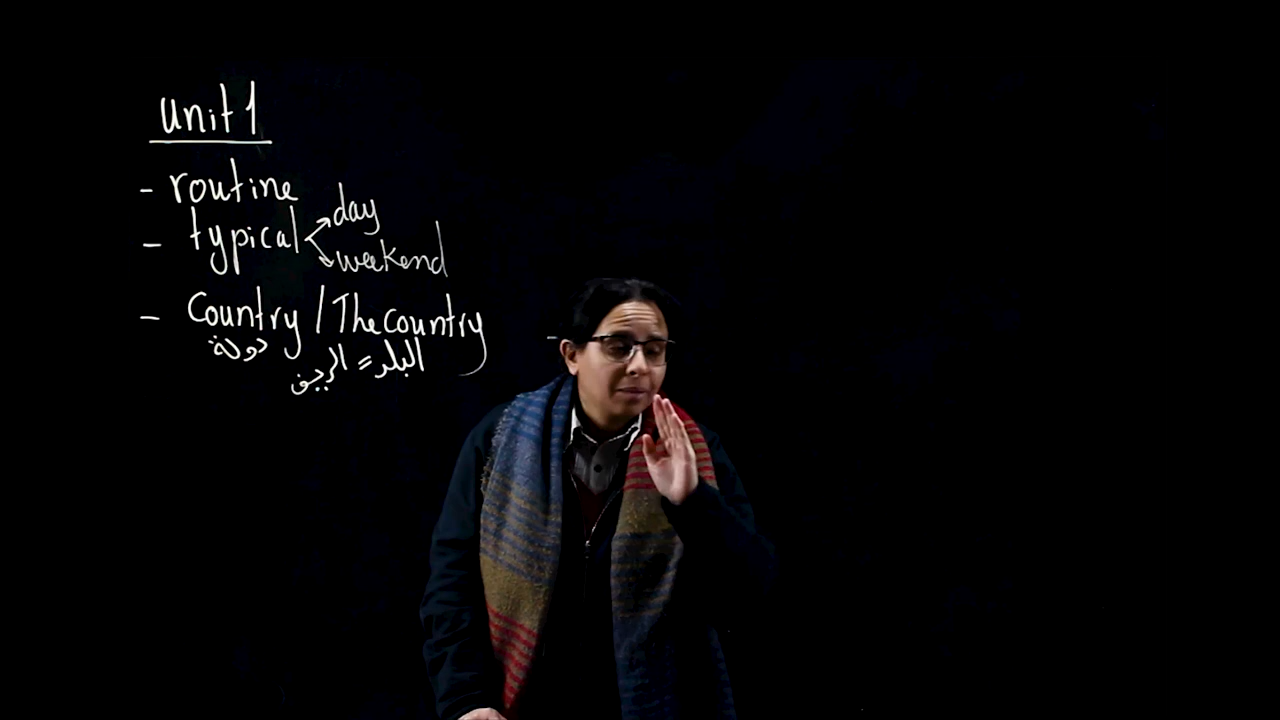 Unit 1
- routine
- typical day
weekend
- Country / The country
دولة البلد = الريف